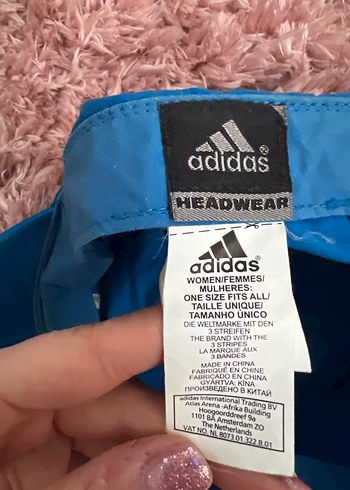 adidas®
HEADWEAR
adidas®
WOMEN/FEMMES/
MULHERES:
ONE SIZE FITS ALL/
TAILLE UNIQUE/
TAMANHO ÚNICO
DIE WELTMARKE MIT DEN
3 STREIFEN
THE BRAND WITH THE
3 STRIPES
LA MARQUE AUX
3 BANDES
MADE IN CHINA
FABRIQUÉ EN CHINE
FABRICADO EN CHINA
GYÁRTVA: KÍNA
ПРОИЗВЕДЕНО В КИТАЙ
adidas International Trading BV
Atlas Arena -Afrika Building
Hoogoorddreef 9a
1101 BA Amsterdam ZO
The Netherlands
VAT NO. NL 8073.01.322.B.01